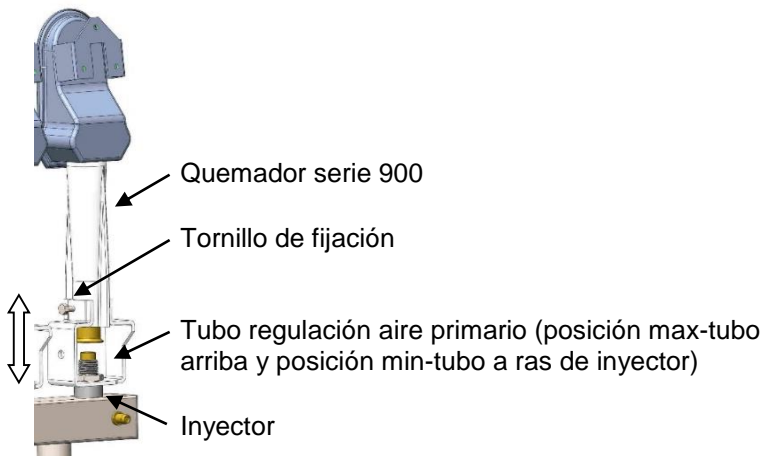 Quemador serie 900
Tornillo de fijación
Tubo regulación aire primario (posición max-tubo
arriba y posición min-tubo a ras de inyector)
Inyector